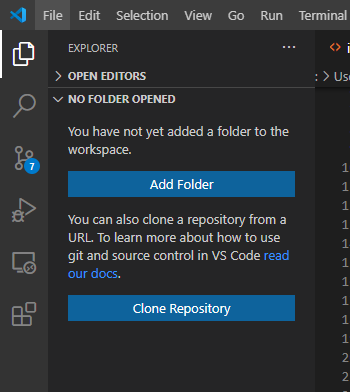 File Edit Selection View Go Run Terminal
EXPLORER ...
OPEN EDITORS
NO FOLDER OPENED
You have not yet added a folder to the
workspace.
Add Folder
You can also clone a repository from a
URL. To learn more about how to use
git and source control in VS Code read
our docs.
Clone Repository
7
: > Use
1
1
1
1
1
1
1
1
1
1
2
2
2